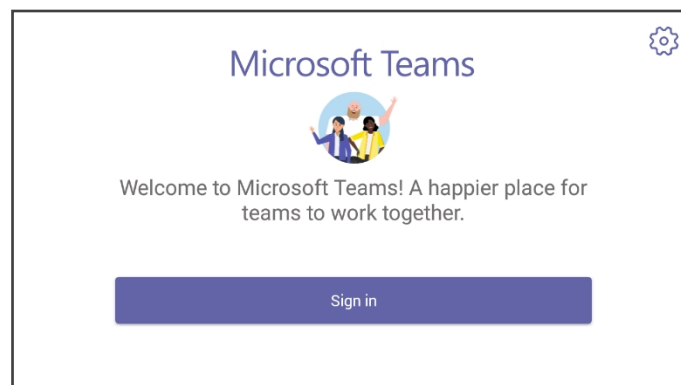 Microsoft Teams
Welcome to Microsoft Teams! A happier place for
teams to work together.
Sign in